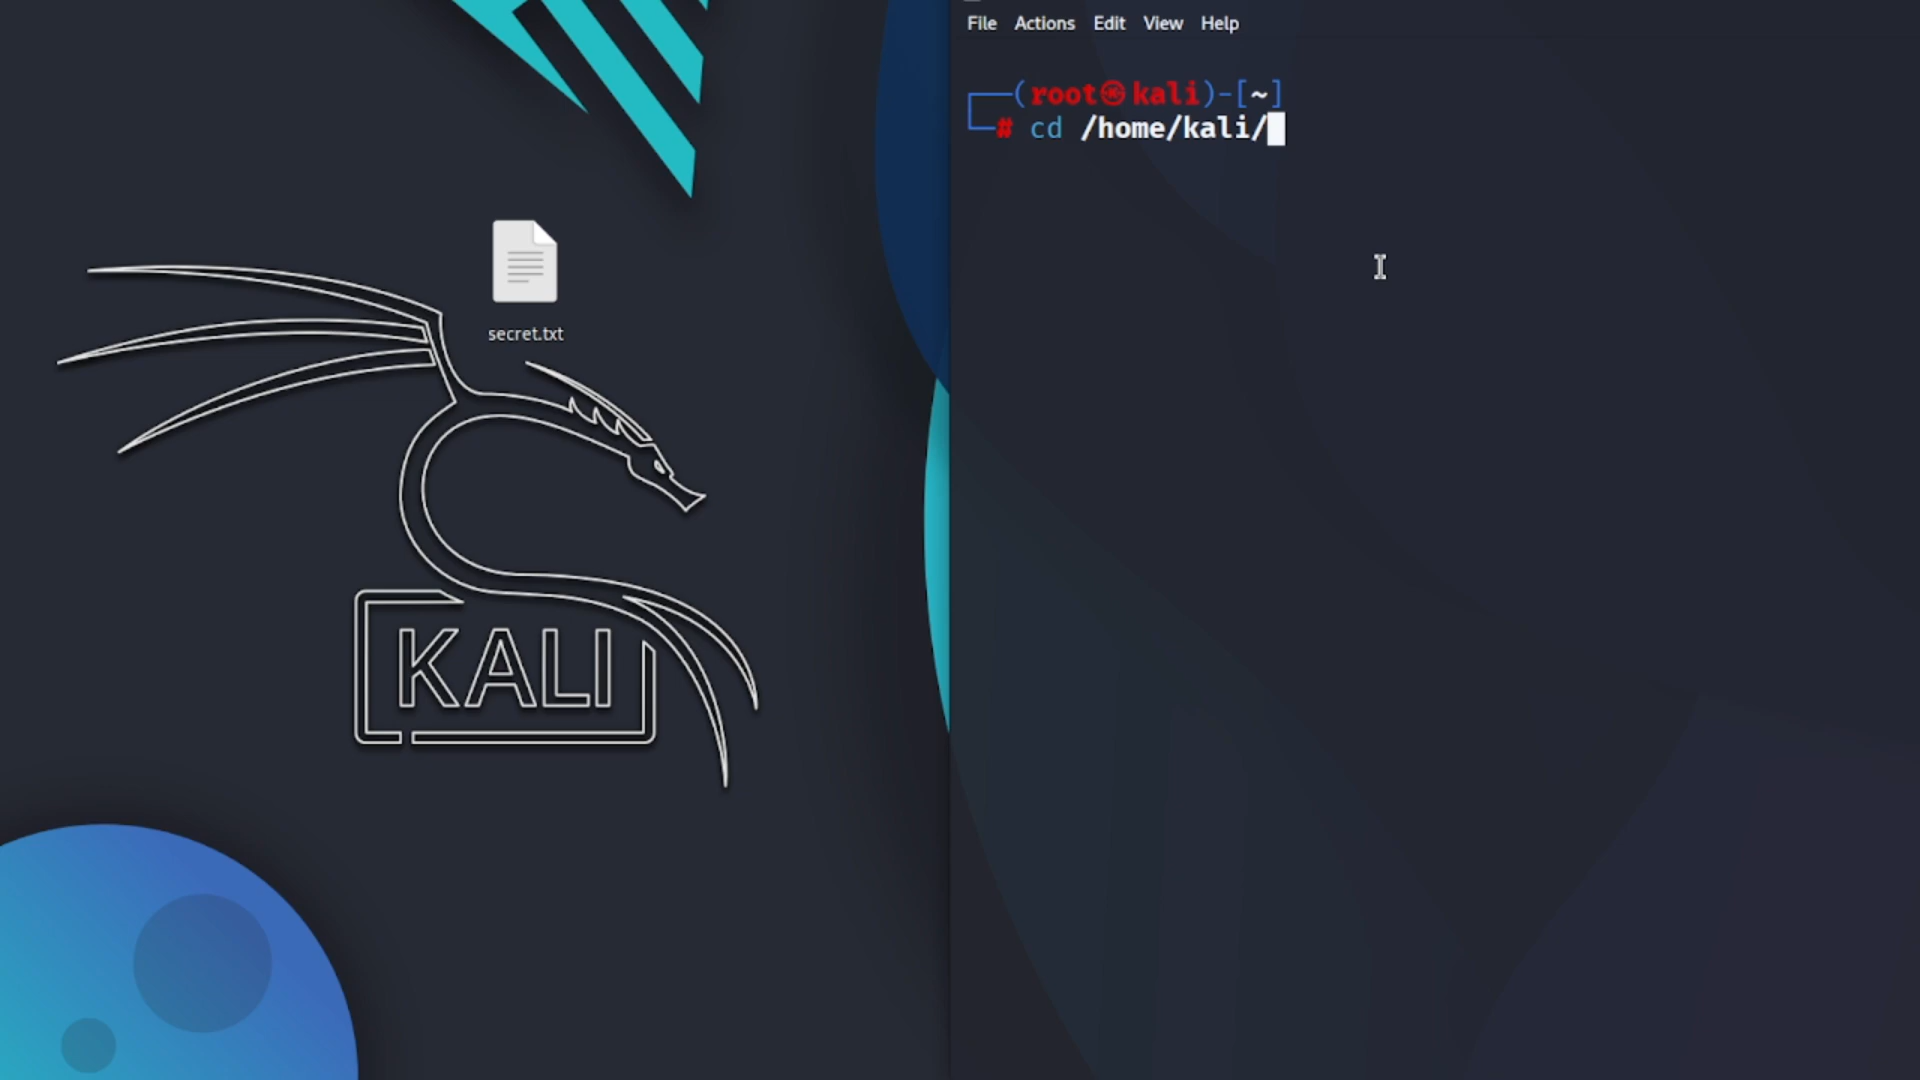 File Actions Edit View Help
┌──(root㉿kali)-[~]
└─# cd /home/kali/
secret.txt
KALI